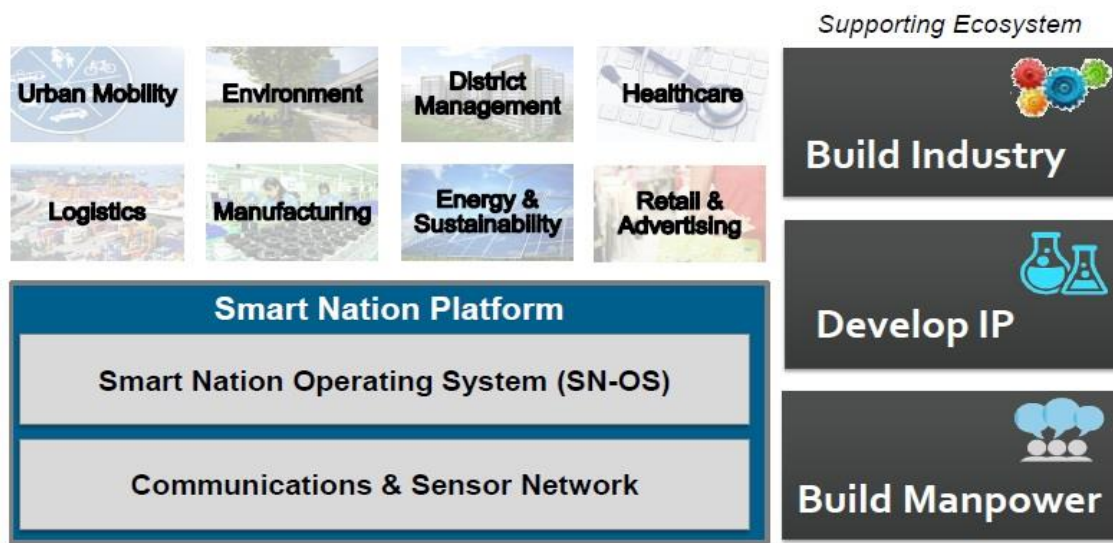 Supporting Ecosystem
Urban Mobility
Environment
District
Management
Healthcare
Logistics
Manufacturing
Energy &
Sustainability
Retail &
Advertising
Smart Nation Platform
Smart Nation Operating System (SN-OS)
Communications & Sensor Network
Build Industry
Develop IP
Build Manpower